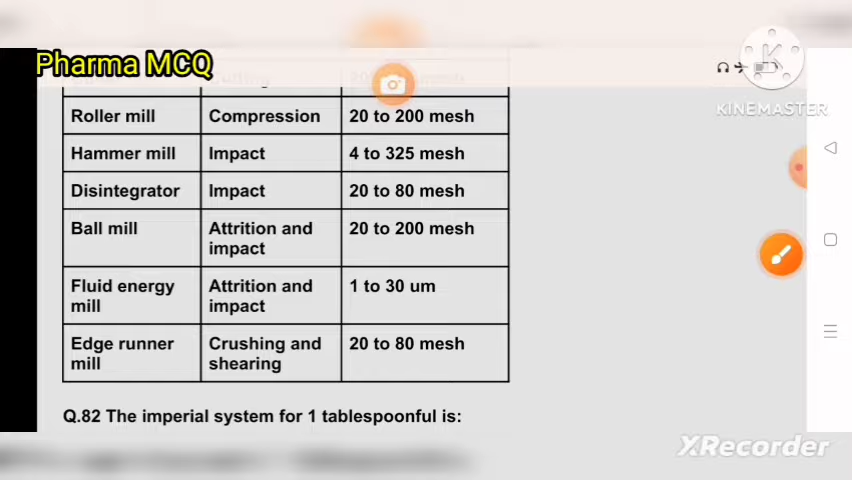 Pharma MCQ
KINEMASTER
Roller mill Compression 20 to 200 mesh
Hammer mill Impact 4 to 325 mesh
Disintegrator Impact 20 to 80 mesh
Ball mill Attrition and impact 20 to 200 mesh
Fluid energy mill Attrition and impact 1 to 30 um
Edge runner mill Crushing and shearing 20 to 80 mesh
Q.82 The imperial system for 1 tablespoonful is:
XRecorder